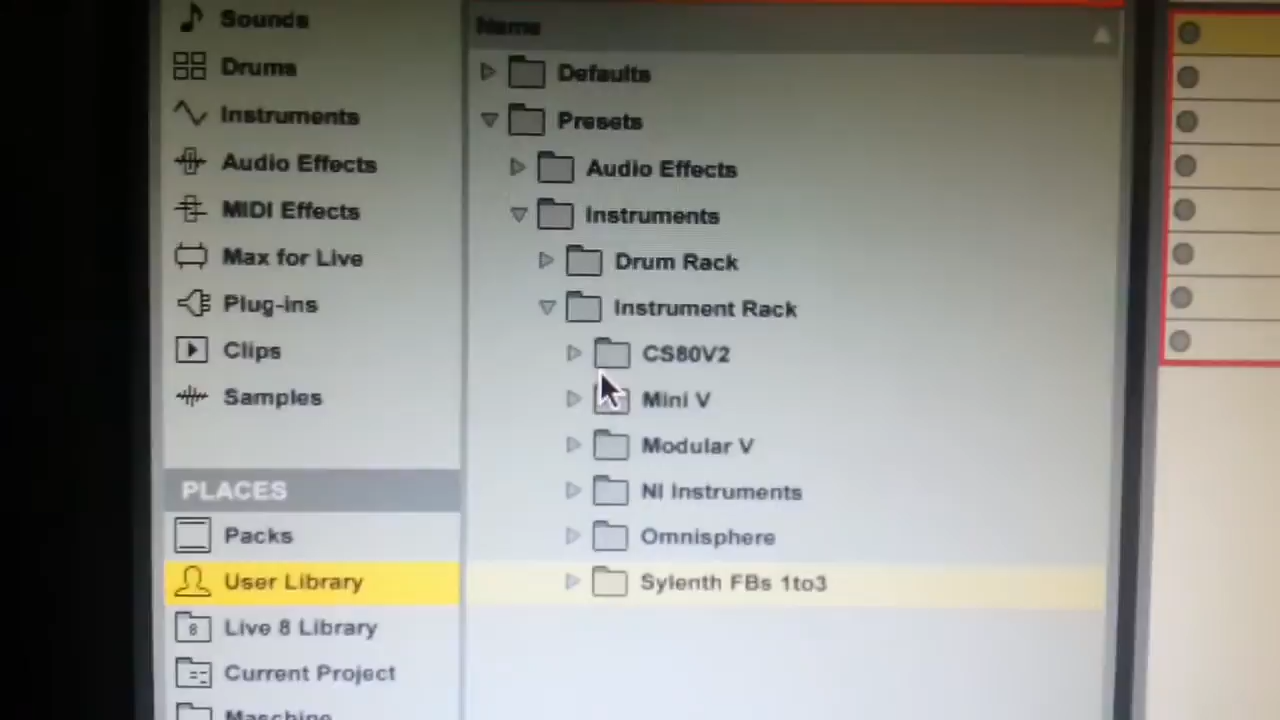 Sounds
Drums
Instruments
Audio Effects
MIDI Effects
Max for Live
Plug-ins
Clips
Samples
PLACES
Packs
User Library
8 Live 8 Library
Current Project
Maschine
Name
Defaults
Presets
Audio Effects
Instruments
Drum Rack
Instrument Rack
CS80V2
Mini V
Modular V
NI Instruments
Omnisphere
Sylenth FBs 1to3